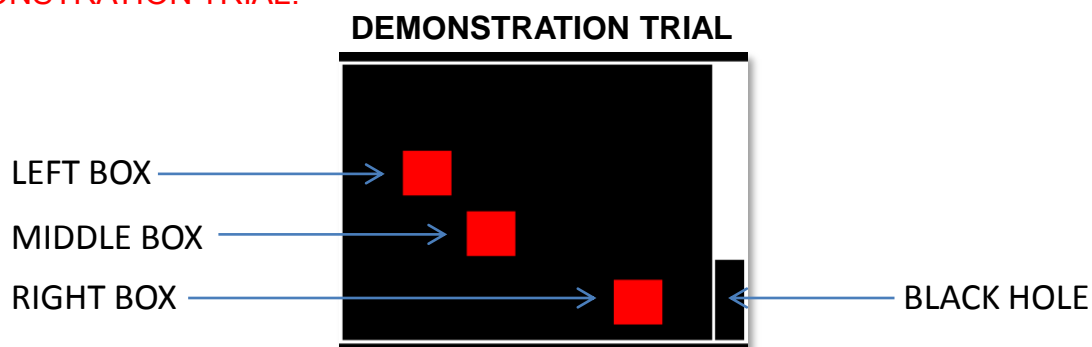 DEMONSTRATION TRIAL
LEFT BOX
MIDDLE BOX
RIGHT BOX
BLACK HOLE